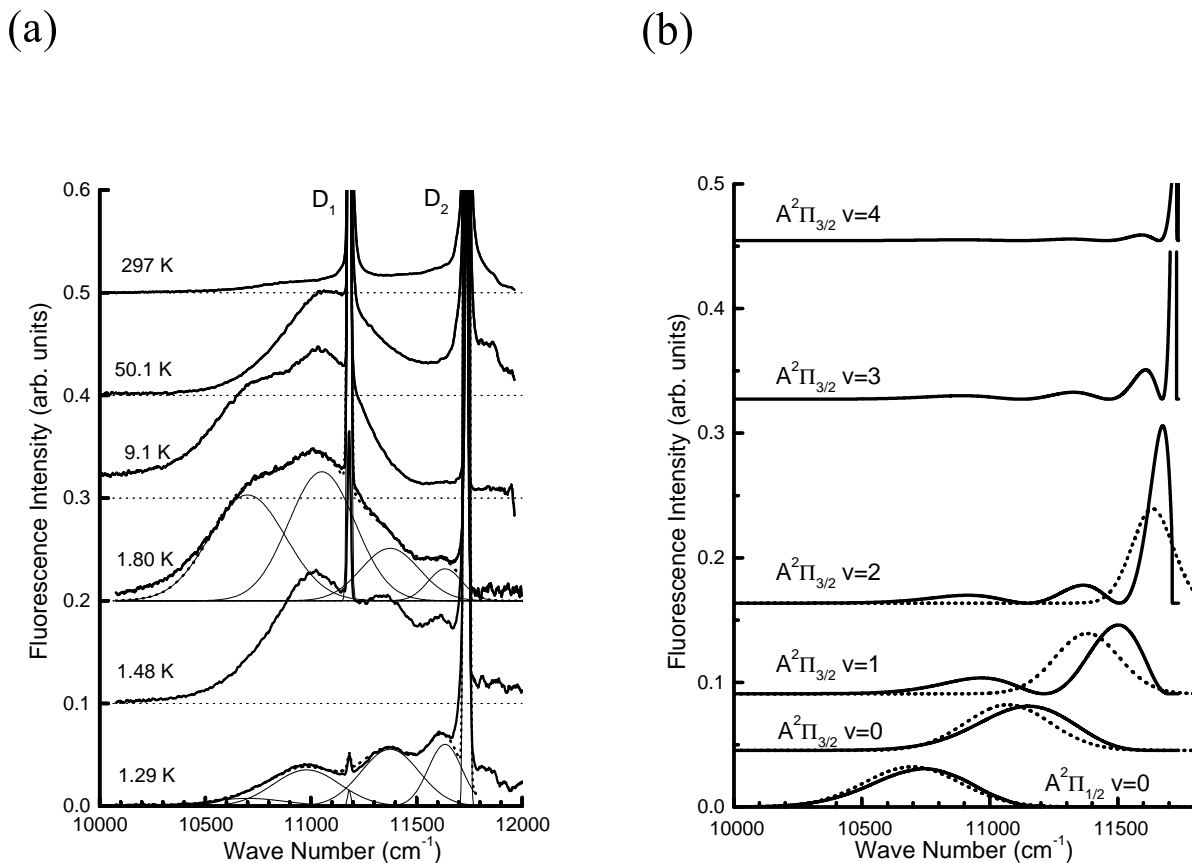 (a)
(b)
0.6
D₁
D₂
297 K
0.5
50.1 K
0.4
9.1 K
0.3
1.80 K
0.2
1.48 K
0.1
1.29 K
0.0
10000
10500
11000
11500
12000
Wave Number (cm⁻¹)
Fluorescence Intensity (arb. units)
0.5
A²Π₃/₂ v=4
0.4
A²Π₃/₂ v=3
0.3
A²Π₃/₂ v=2
0.2
A²Π₃/₂ v=1
0.1
A²Π₃/₂ v=0
A²Π₁/₂ v=0
0.0
10000
10500
11000
11500
Wave Number (cm⁻¹)
Fluorescence Intensity (arb. units)